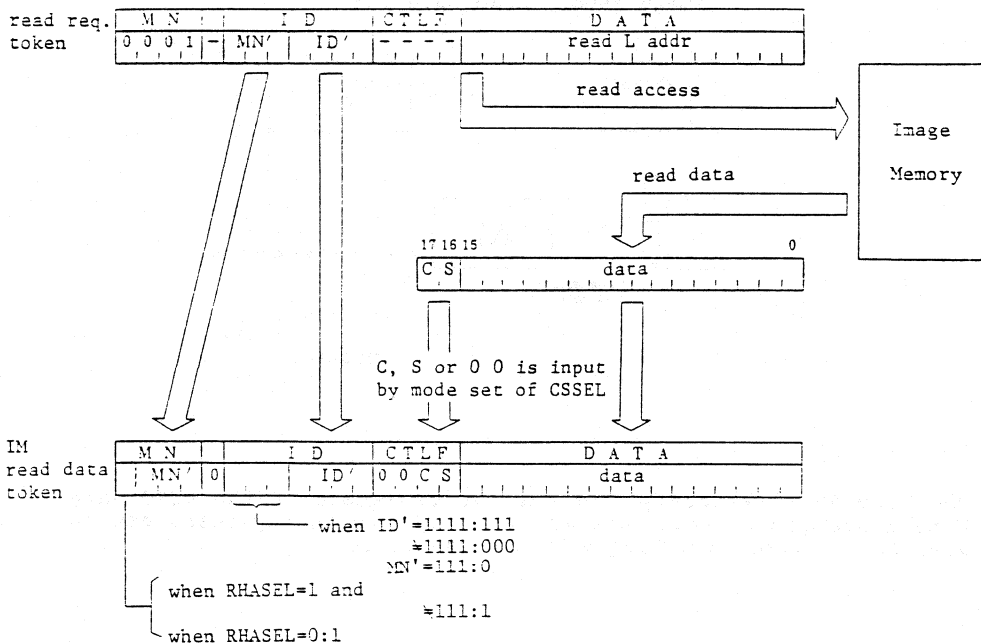 read req.
token
M N I D C T L F D A T A
0 0 0 1 - MN' ID' - - - - read L addr
read access
Image
Memory
read data
17 16 15 0
C S data
C, S or 0 0 is input
by mode set of CSSEL
IM
read data
token
M N I D C T L F D A T A
MN' 0 ID' 0 0 C S data
when ID'=1111:111
≒1111:000
MN'=111:0
when RHASEL=1 and
≒111:1
when RHASEL=0:1